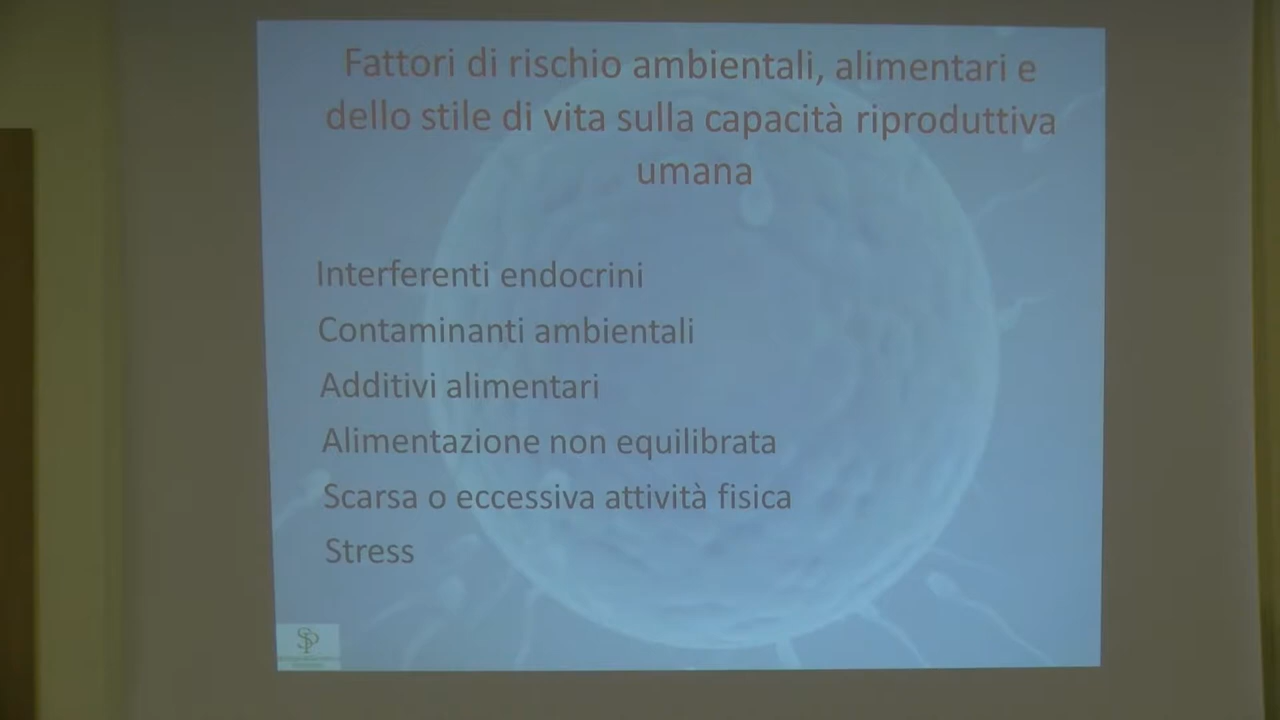 Fattori di rischio ambientali, alimentari e
dello stile di vita sulla capacità riproduttiva
umana
Interferenti endocrini
Contaminanti ambientali
Additivi alimentari
Alimentazione non equilibrata
Scarsa o eccessiva attività fisica
Stress